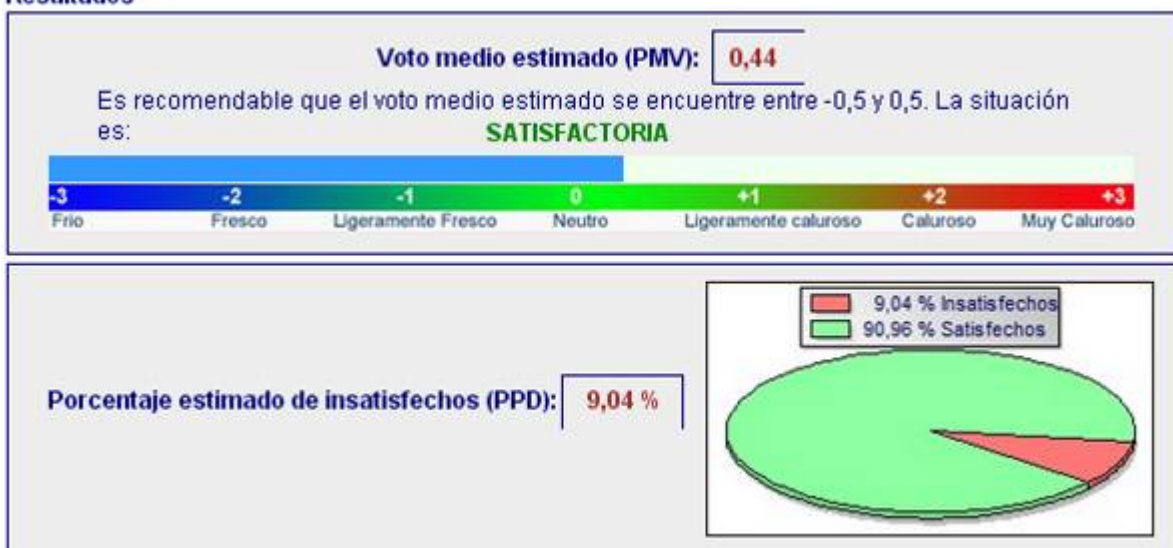 Resultados
Voto medio estimado (PMV): 0,44
Es recomendable que el voto medio estimado se encuentre entre -0,5 y 0,5. La situación
es: SATISFACTORIA
-3 -2 -1 0 +1 +2 +3
Frio Fresco Ligeramente Fresco Neutro Ligeramente caluroso Caluroso Muy Caluroso
9,04 % Insatisfechos
90,96 % Satisfechos
Porcentaje estimado de insatisfechos (PPD): 9,04 %